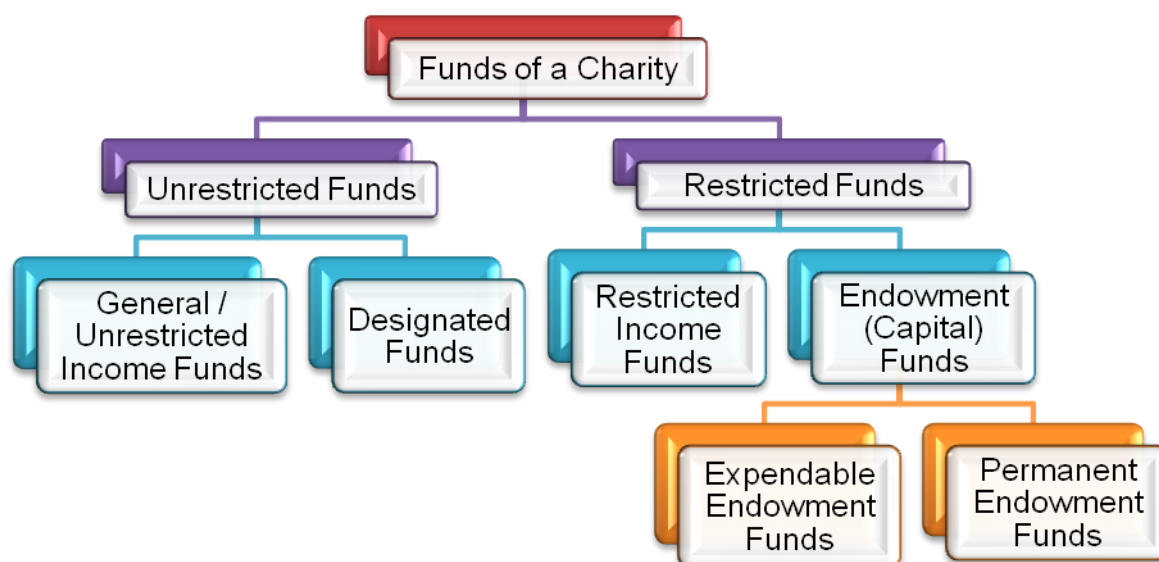 Funds of a Charity
Unrestricted Funds
Restricted Funds
General /
Unrestricted
Income Funds
Designated
Funds
Restricted
Income
Funds
Endowment
(Capital)
Funds
Expendable
Endowment
Funds
Permanent
Endowment
Funds